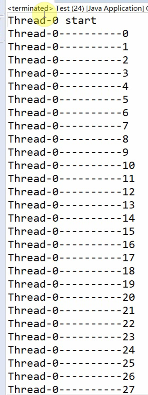 <terminated> Test (24) [Java Application]
Thread-0 start
Thread-0---------0
Thread-0---------1
Thread-0---------2
Thread-0---------3
Thread-0---------4
Thread-0---------5
Thread-0---------6
Thread-0---------7
Thread-0---------8
Thread-0---------9
Thread-0---------10
Thread-0---------11
Thread-0---------12
Thread-0---------13
Thread-0---------14
Thread-0---------15
Thread-0---------16
Thread-0---------17
Thread-0---------18
Thread-0---------19
Thread-0---------20
Thread-0---------21
Thread-0---------22
Thread-0---------23
Thread-0---------24
Thread-0---------25
Thread-0---------26
Thread-0---------27